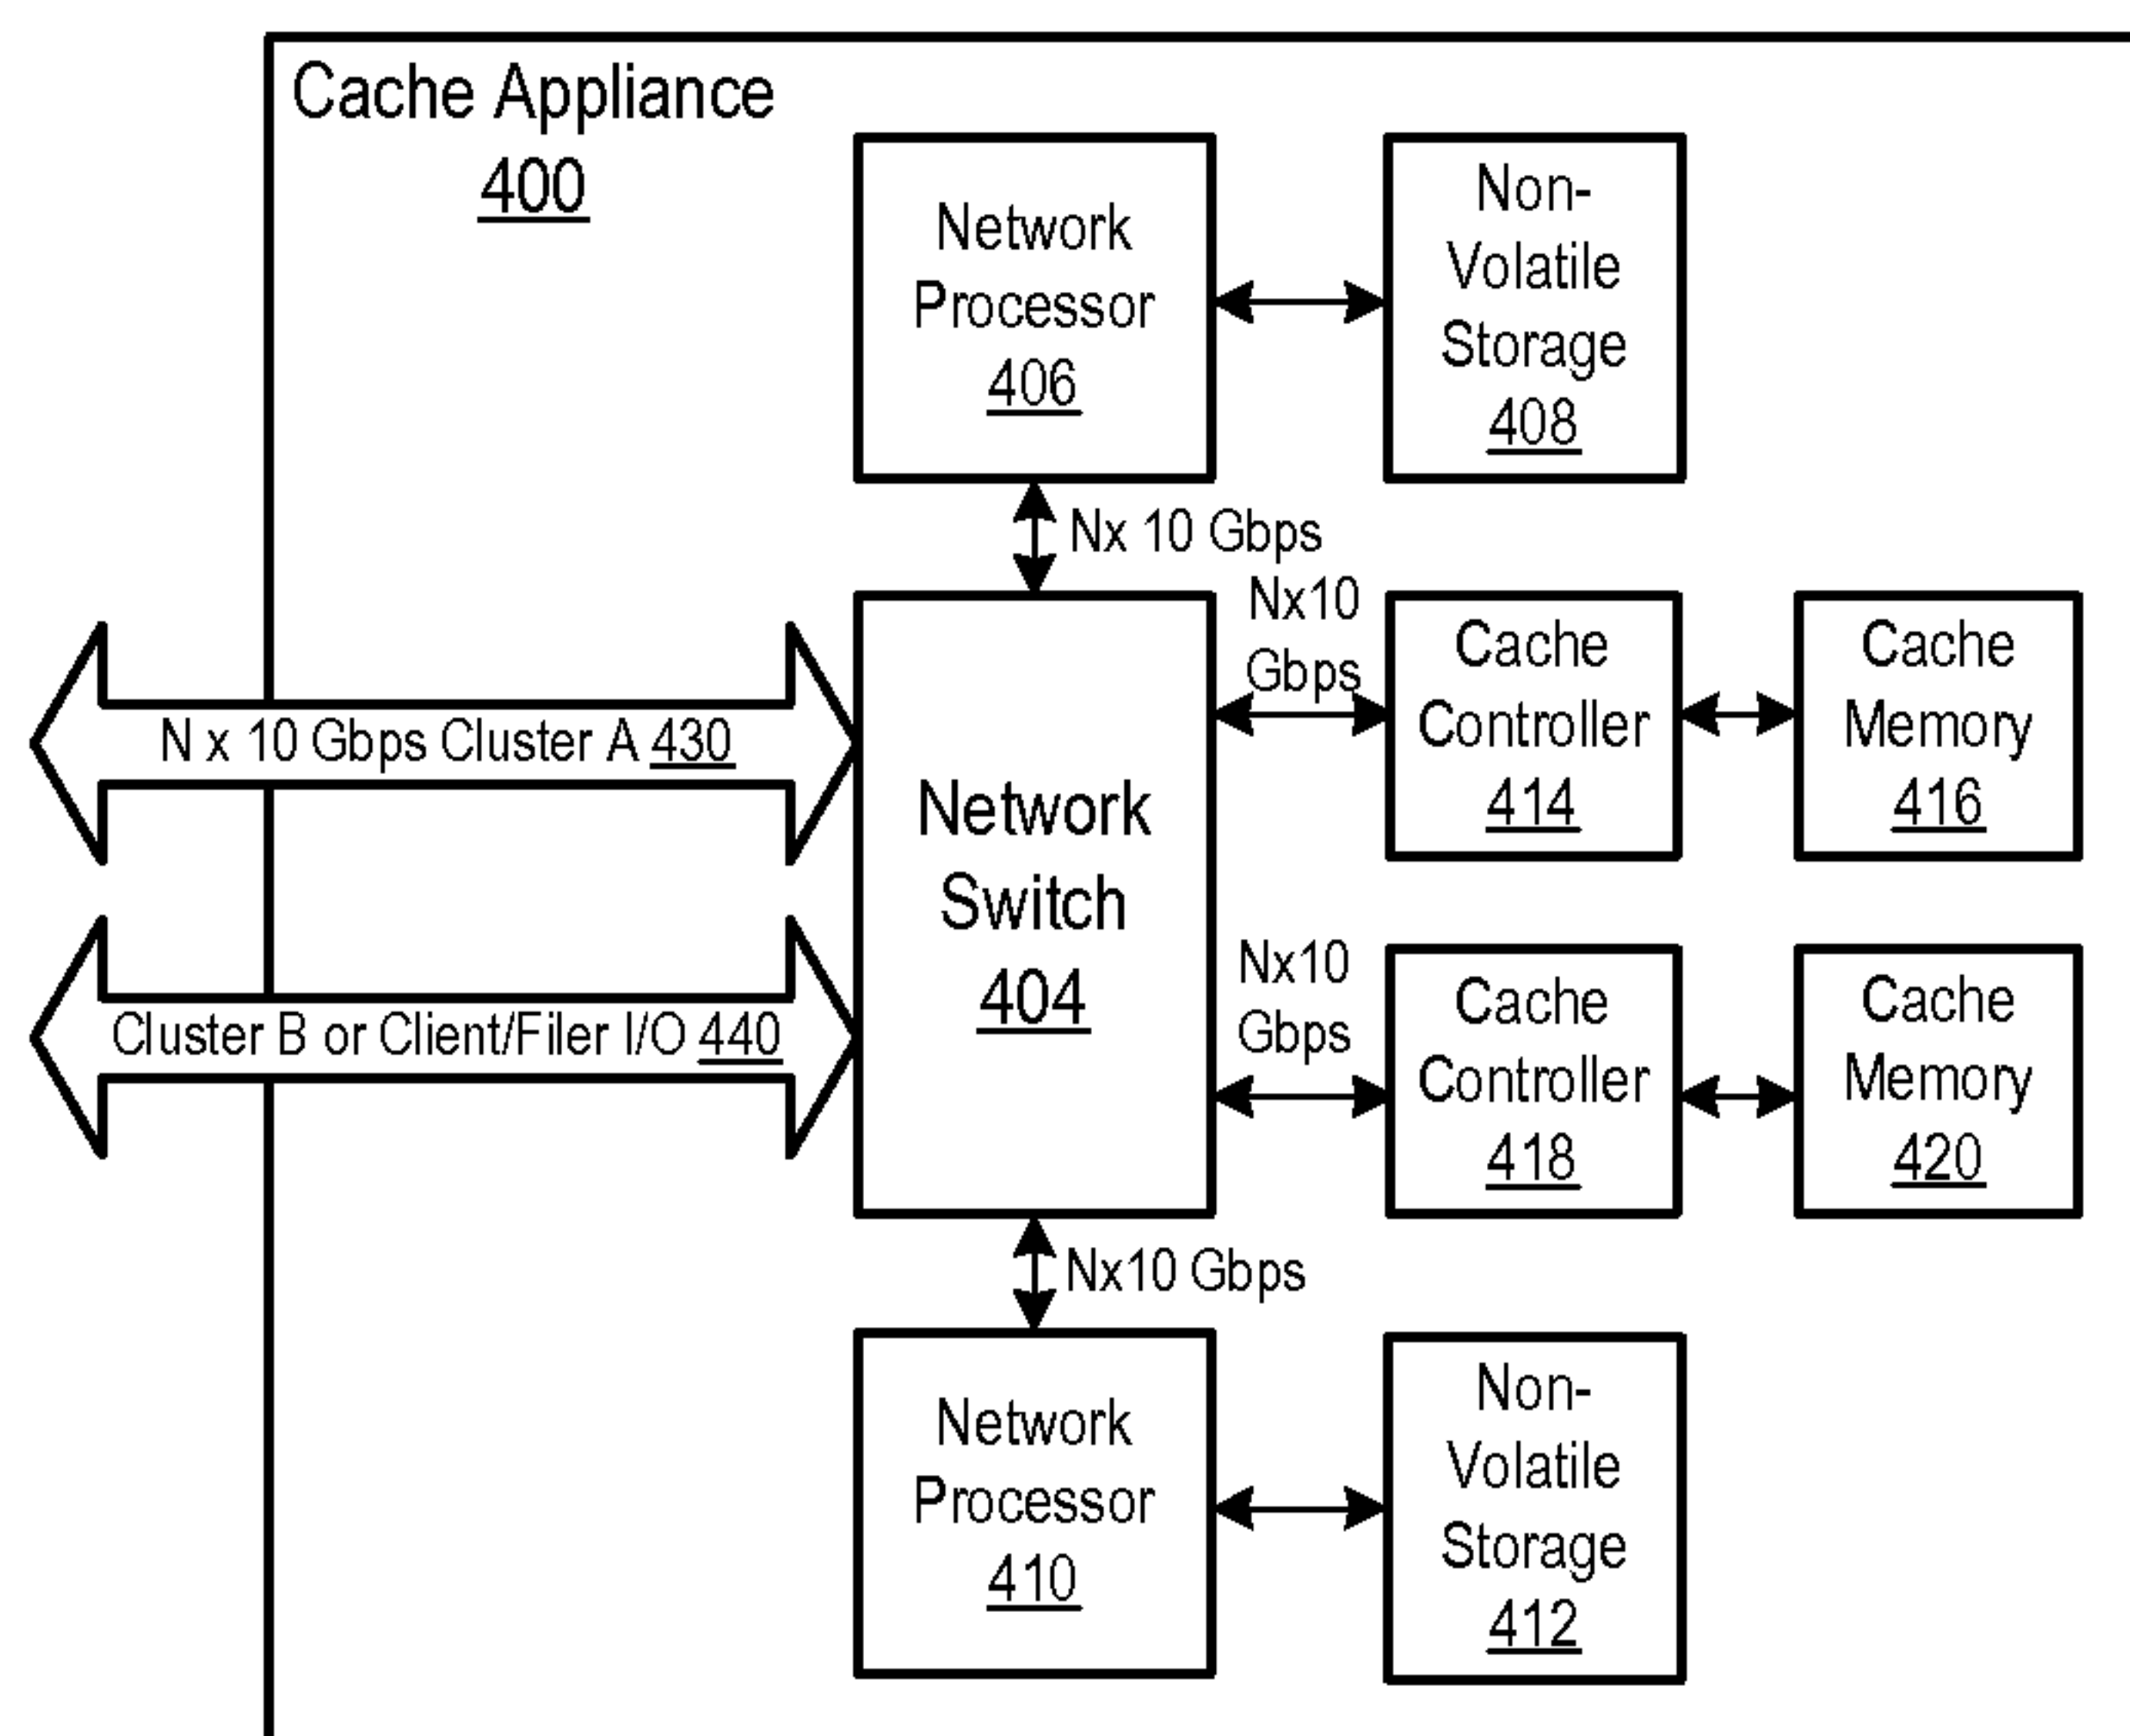 Cache Appliance
400
Network
Processor
406
Non-
Volatile
Storage
408
Nx 10 Gbps
Nx10
Gbps
Cache
Controller
414
Cache
Memory
416
N x 10 Gbps Cluster A 430
Network
Switch
404
Cluster B or Client/Filer I/O 440
Nx10
Gbps
Cache
Controller
418
Cache
Memory
420
Nx10 Gbps
Network
Processor
410
Non-
Volatile
Storage
412